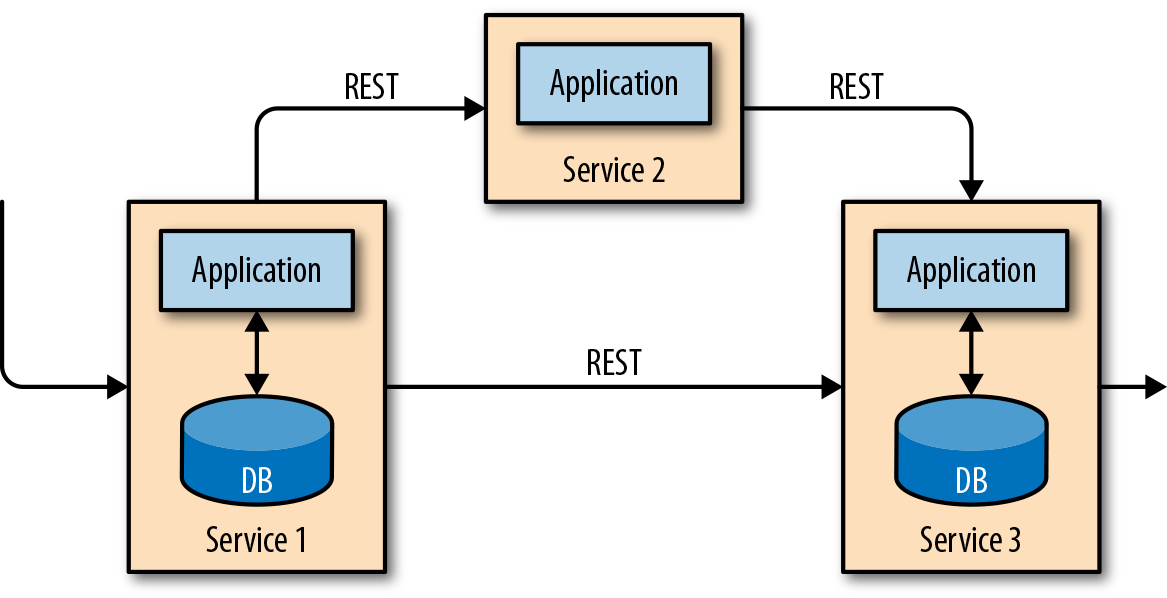 REST
Application
REST
Service 2
Application
Application
REST
DB
DB
Service 1
Service 3